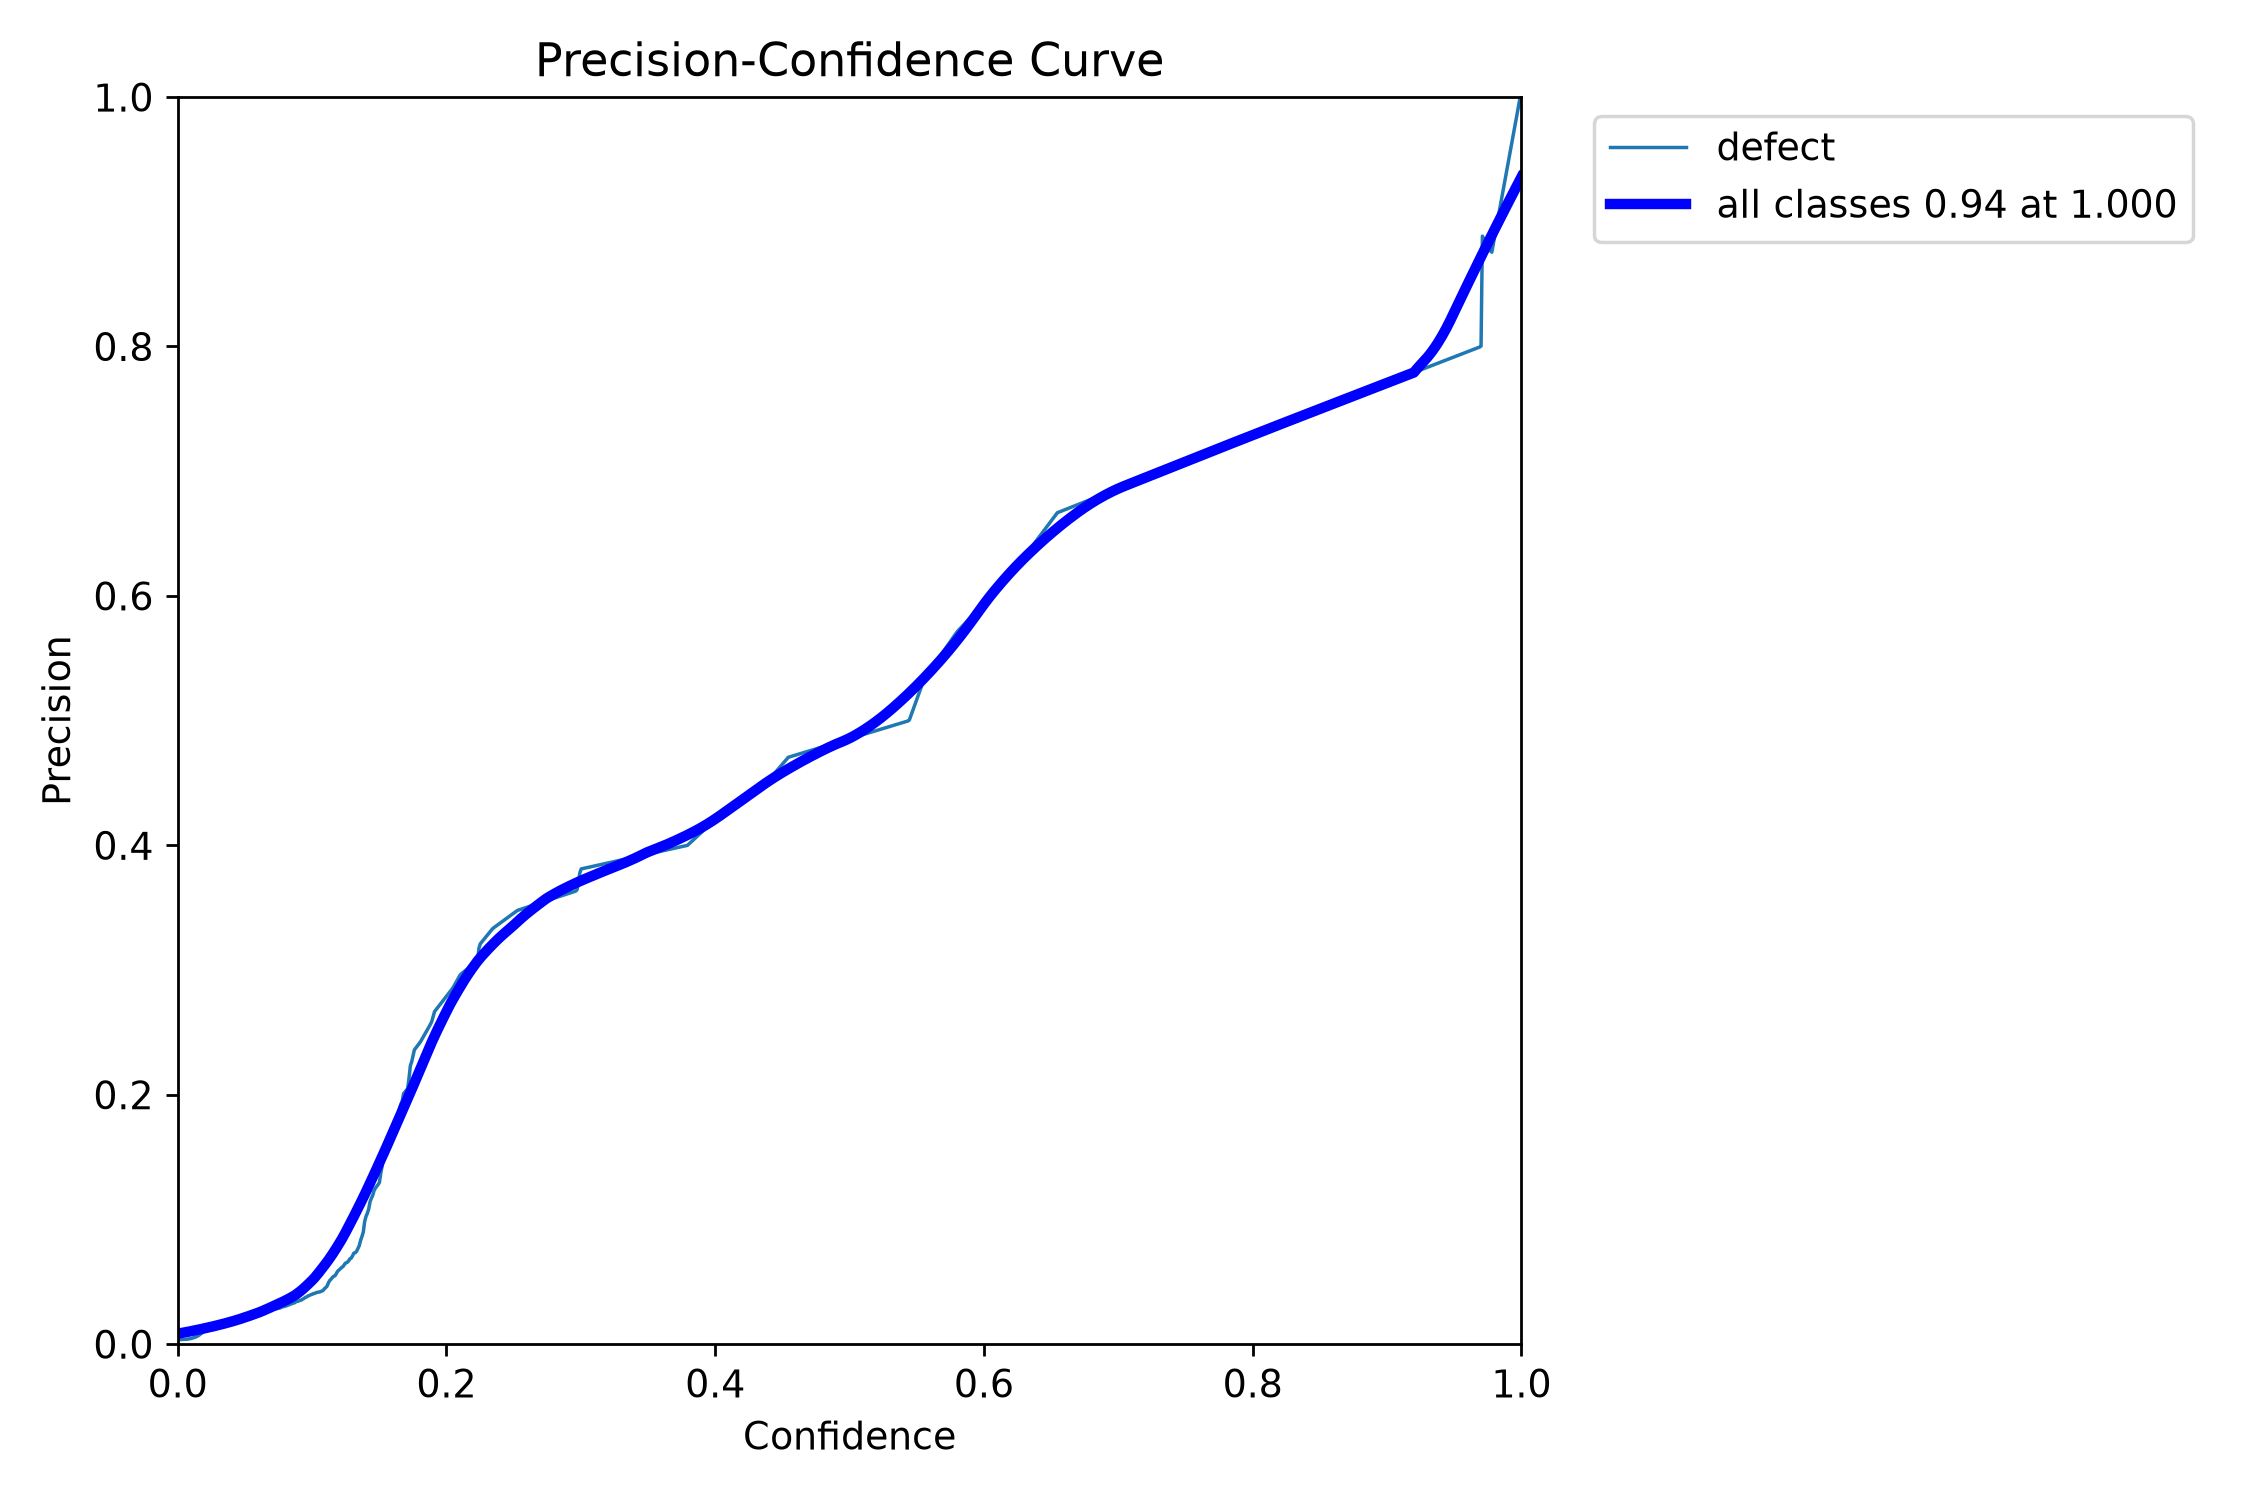 Precision-Confidence Curve
1.0
0.8
0.6
0.4
0.2
0.0
Precision
0.0 0.2 0.4 0.6 0.8 1.0
Confidence
defect
all classes 0.94 at 1.000